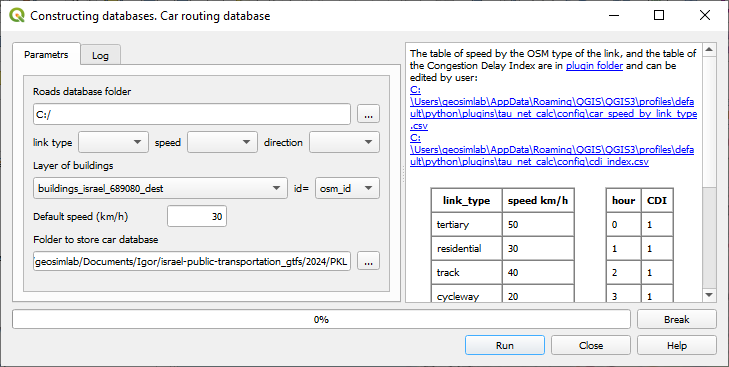 Constructing databases. Car routing database
Parametrs
Log
Roads database folder
C:/
...
link type
speed
direction
Layer of buildings
buildings_israel_689080_dest
id=
osm_id
Default speed (km/h)
30
Folder to store car database
geosimlab/Documents/Igor/israel-public-transportation_gtfs/2024/PKL
...
The table of speed by the OSM type of the link, and the table of
the Congestion Delay Index are in plugin folder and can be
edited by user:
C:
\Users\geosimlab\AppData\Roaming\QGIS\QGIS3\profiles\defa
ult\python\plugins\tau_net_calc\config\car_speed_by_link_type
.csv
C:
\Users\geosimlab\AppData\Roaming\QGIS\QGIS3\profiles\defa
ult\python\plugins\tau_net_calc\config\cdi_index.csv
link_type speed km/h hour CDI
tertiary 50 0 1
residential 30 1 1
track 40 2 1
cycleway 20 3 1
0%
Break
Run
Close
Help